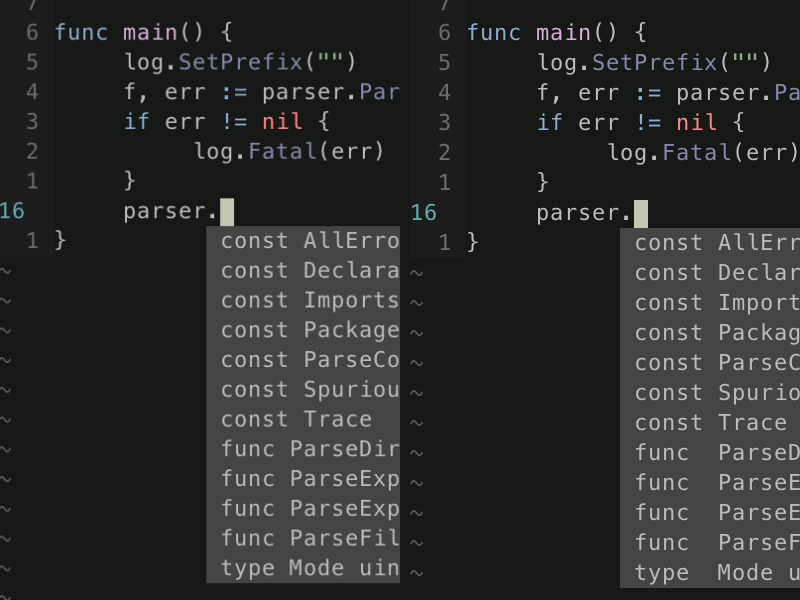 7
6 func main() {
5 log.SetPrefix("")
4 f, err := parser.Par
3 if err != nil {
2 log.Fatal(err)
1 }
16 parser.
1 }
const AllErro
const Declara
const Imports
const Package
const ParseCo
const Spuriou
const Trace
func ParseDir
func ParseExp
func ParseExp
func ParseFil
type Mode uin
~
~
~
~
~
~
~
~
~
~
~
~
7
6 func main() {
5 log.SetPrefix("")
4 f, err := parser.Pa
3 if err != nil {
2 log.Fatal(err)
1 }
16 parser.
1 }
const AllErr
const Declar
const Import
const Packag
const ParseC
const Spurio
const Trace
func ParseD
func ParseE
func ParseE
func ParseF
type Mode u
~
~
~
~
~
~
~
~
~
~
~